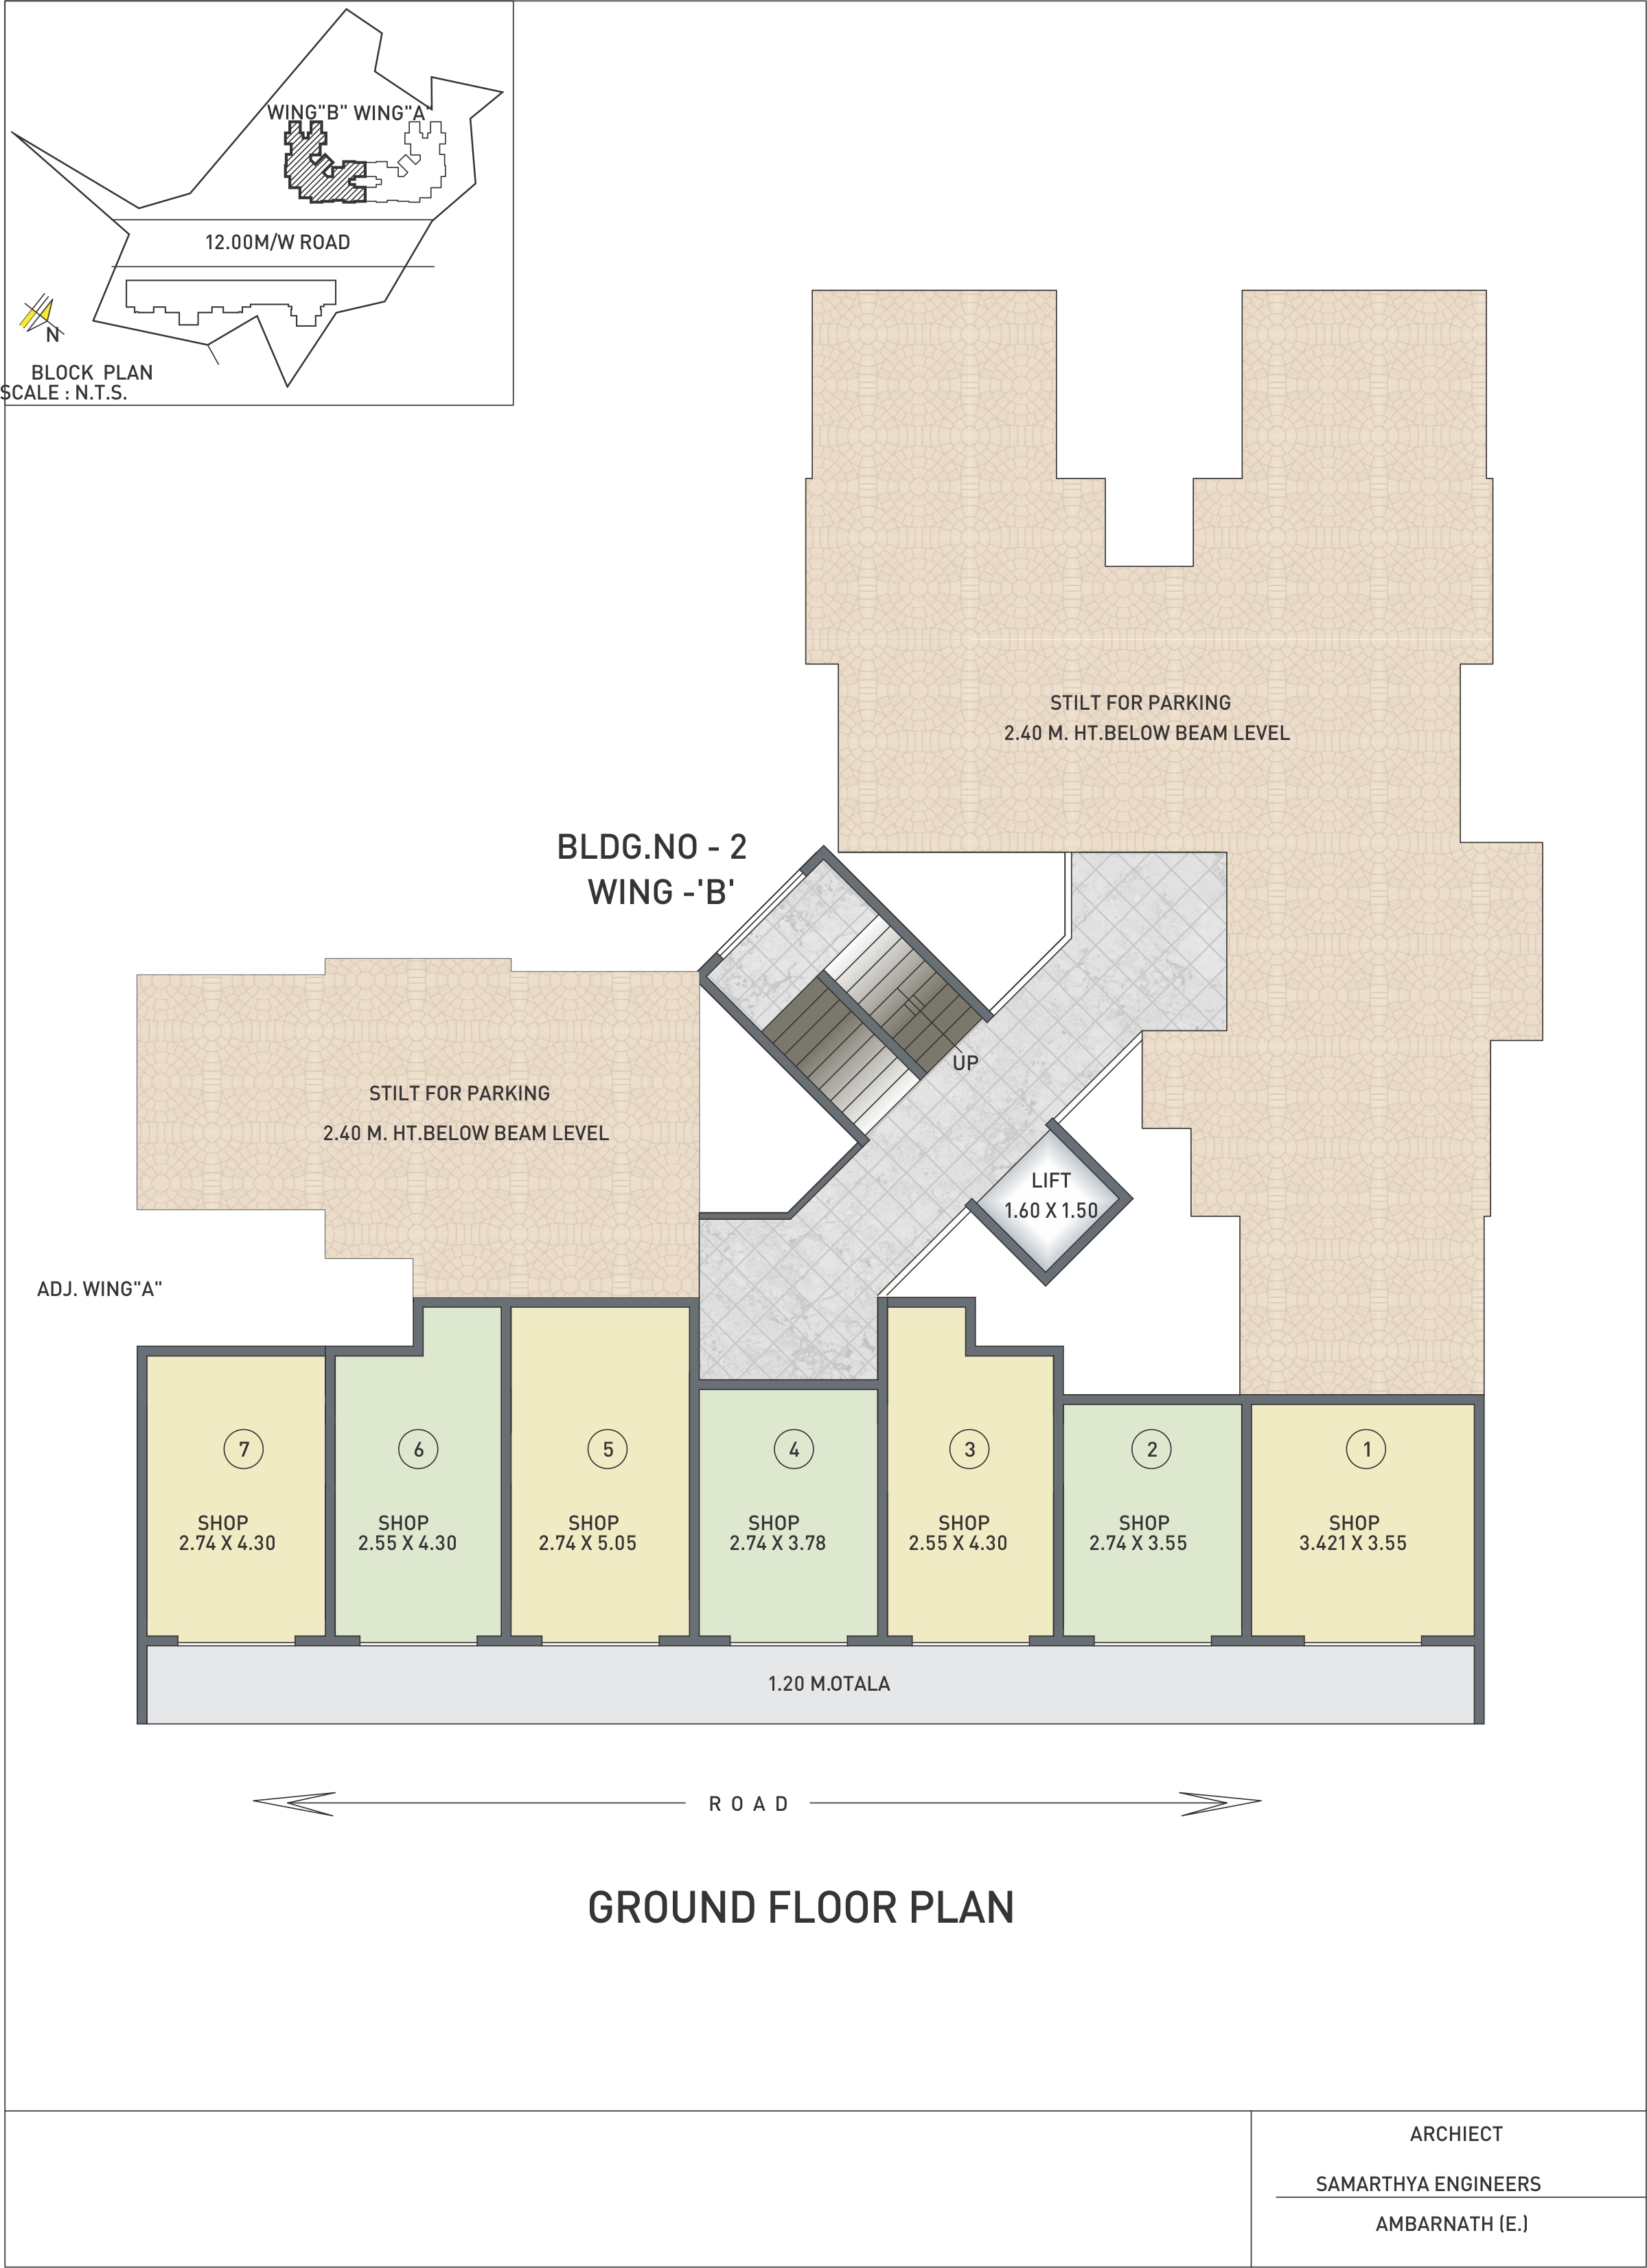 WING"B" WING"A"
12.00M/W ROAD
N
BLOCK PLAN
SCALE : N.T.S.
STILT FOR PARKING
2.40 M. HT.BELOW BEAM LEVEL
BLDG.NO - 2
WING -'B'
UP
STILT FOR PARKING
2.40 M. HT.BELOW BEAM LEVEL
LIFT
1.60 X 1.50
ADJ. WING"A"
7
SHOP
2.74 X 4.30
6
SHOP
2.55 X 4.30
5
SHOP
2.74 X 5.05
4
SHOP
2.74 X 3.78
3
SHOP
2.55 X 4.30
2
SHOP
2.74 X 3.55
1
SHOP
3.421 X 3.55
1.20 M.OTALA
ROAD
GROUND FLOOR PLAN
ARCHIECT
SAMARTHYA ENGINEERS
AMBARNATH (E.)